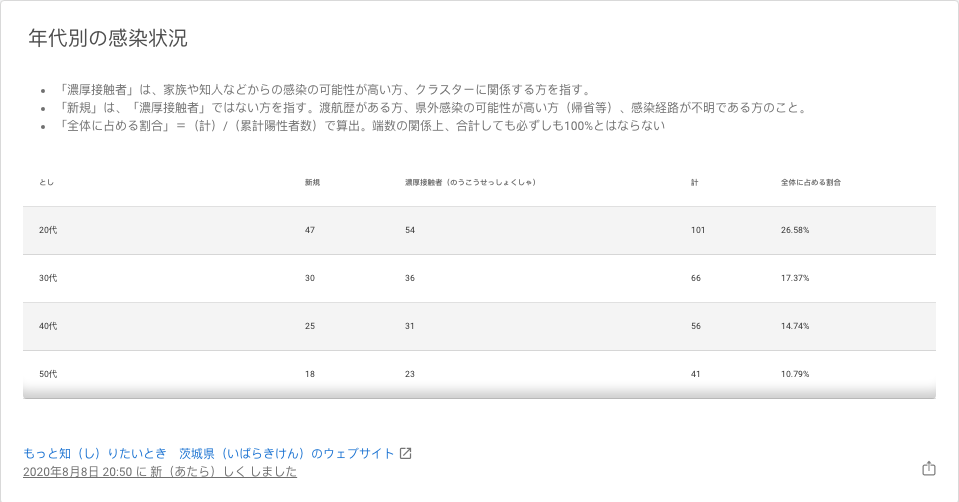 年代別の感染状況
「濃厚接触者」は、家族や知人などからの感染の可能性が高い方、クラスターに関係する方を指す。
「新規」は、「濃厚接触者」ではない方を指す。渡航歴がある方、県外感染の可能性が高い方（帰省等）、感染経路が不明である方のこと。
「全体に占める割合」＝（計）/（累計陽性者数）で算出。端数の関係上、合計しても必ずしも100%とはならない
とし 新規 濃厚接触者（のうこうせっしょくしゃ） 計 全体に占める割合
20代 47 54 101 26.58%
30代 30 36 66 17.37%
40代 25 31 56 14.74%
50代 18 23 41 10.79%
もっと知（し）りたいとき　茨城県（いばらきけん）のウェブサイト
2020年8月8日 20:50 に 新（あたら）しく しました